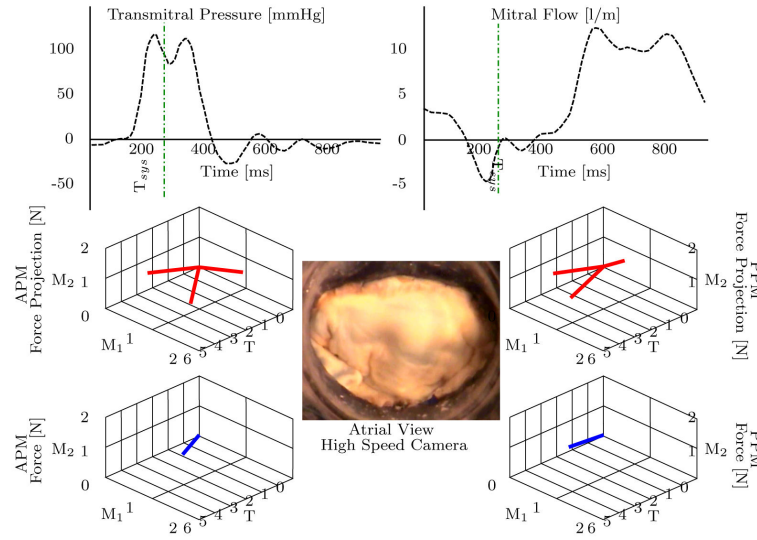 Transmitral Pressure [mmHg]
100
50
0
-50
200
400
600
800
Time [ms]
T_sys
Mitral Flow [l/m]
10
5
0
-5
200
400
600
800
Time [ms]
T_sys
APM
Force Projection [N]
2
1
0
M₂
M₁
1
2
6 5 4 3 2 1 0
T
PPM
Force Projection [N]
2
1
0
M₂
M₁
1
2
6 5 4 3 2 1 0
T
Atrial View
High Speed Camera
APM
Force [N]
2
1
0
M₂
M₁
1
2
6 5 4 3 2 1 0
T
PPM
Force [N]
2
1
0
M₂
M₁
1
2
6 5 4 3 2 1 0
T